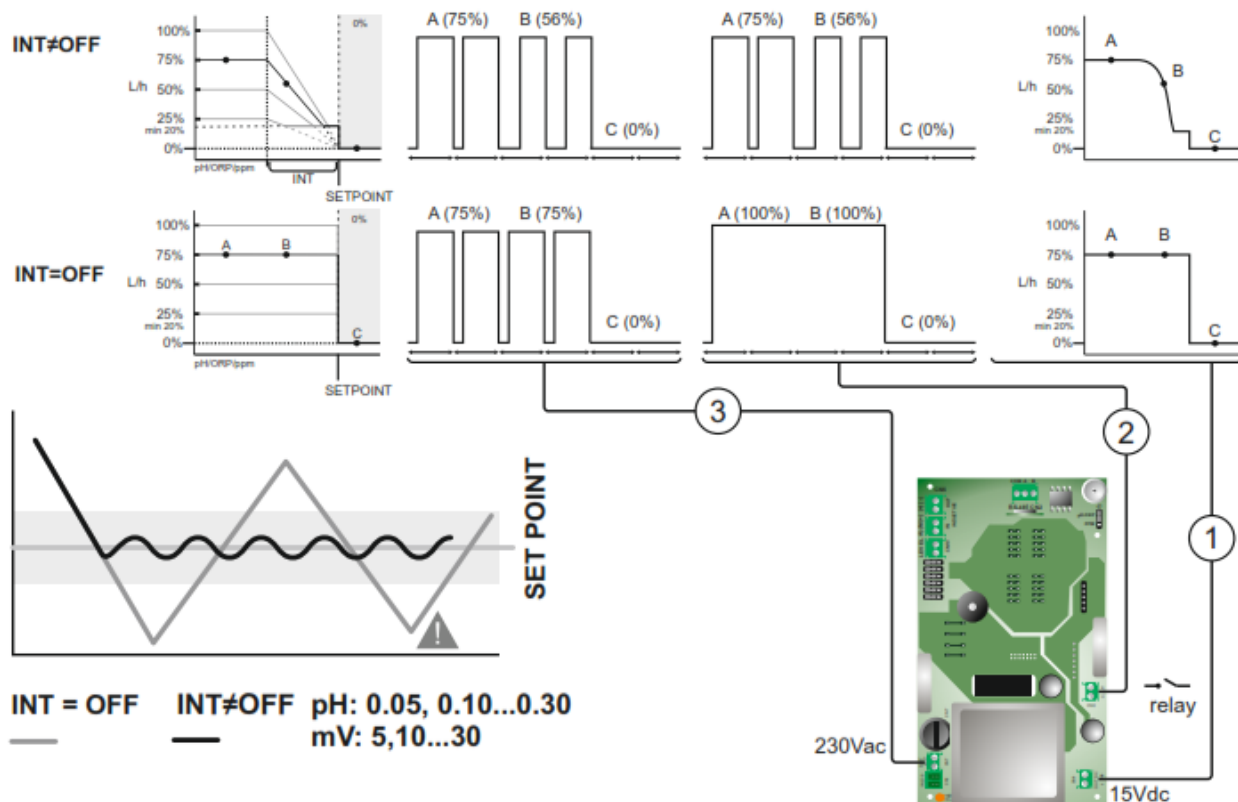 INT≠OFF
100%
75%
L/h
50%
25%
min 20%
0%
pH/ORP/ppm
INT
SETPOINT
0%
A (75%) B (56%)
C (0%)
A (75%) B (56%)
C (0%)
100%
75%
L/h
50%
25%
min 20%
0%
A
B
C
INT=OFF
100%
75%
L/h
50%
25%
min 20%
0%
pH/ORP/ppm
SETPOINT
0%
A B
C
A (75%) B (75%)
C (0%)
A (100%) B (100%)
C (0%)
100%
75%
L/h
50%
25%
min 20%
0%
A B
C
3
2
1
SET POINT
!
INT = OFF INT≠OFF pH: 0.05, 0.10...0.30
mV: 5,10...30
230Vac
relay
15Vdc